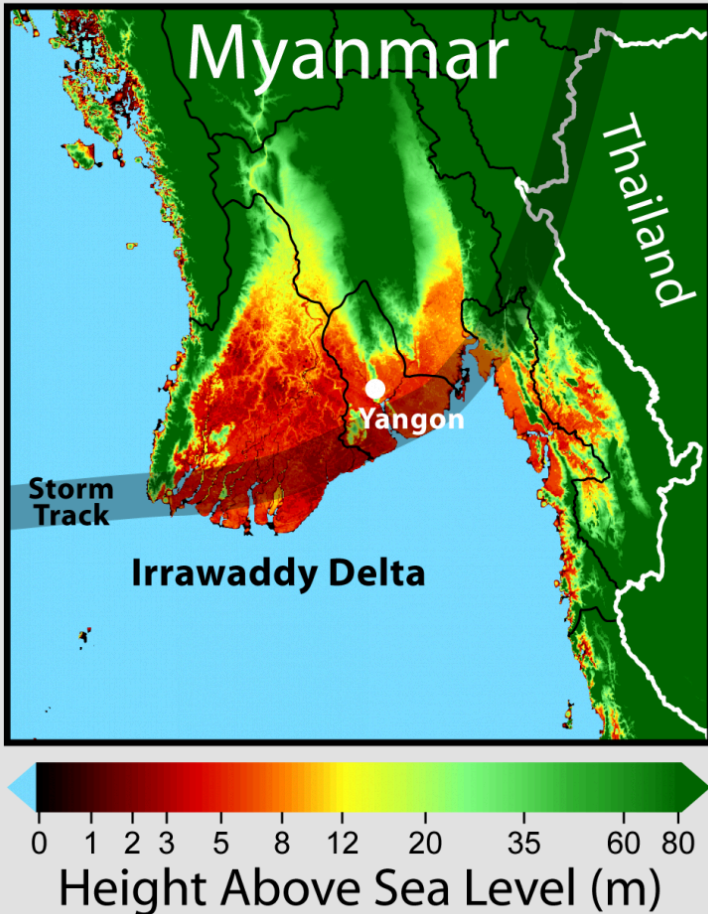 Myanmar
Thailand
Yangon
Storm
Track
Irrawaddy Delta
0 1 2 3 5 8 12 20 35 60 80
Height Above Sea Level (m)